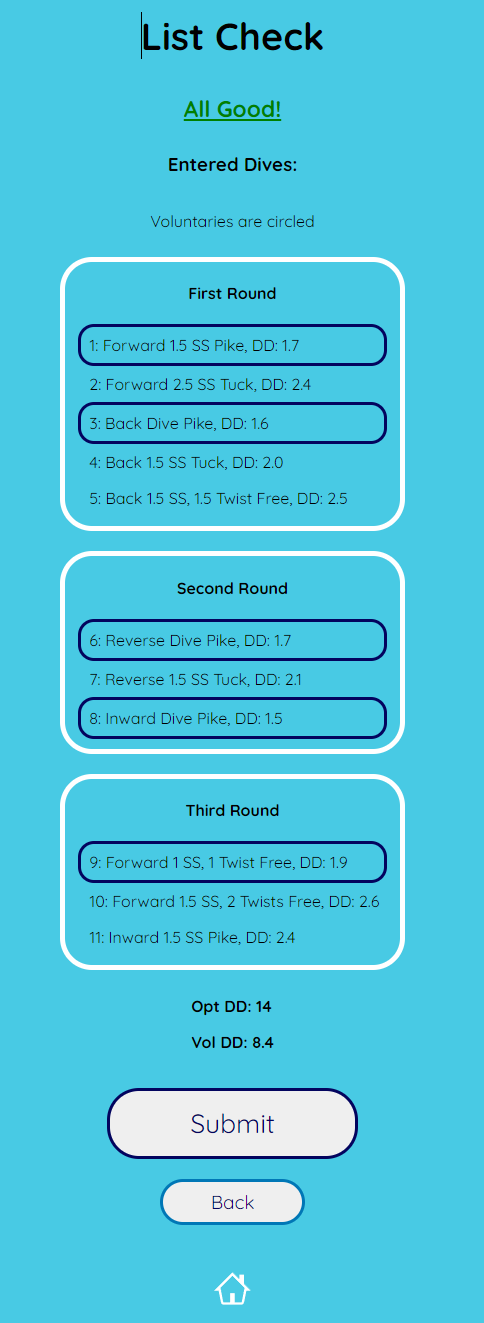 List Check
All Good!
Entered Dives:
Voluntaries are circled
First Round
1: Forward 1.5 SS Pike, DD: 1.7
2: Forward 2.5 SS Tuck, DD: 2.4
3: Back Dive Pike, DD: 1.6
4: Back 1.5 SS Tuck, DD: 2.0
5: Back 1.5 SS, 1.5 Twist Free, DD: 2.5
Second Round
6: Reverse Dive Pike, DD: 1.7
7: Reverse 1.5 SS Tuck, DD: 2.1
8: Inward Dive Pike, DD: 1.5
Third Round
9: Forward 1 SS, 1 Twist Free, DD: 1.9
10: Forward 1.5 SS, 2 Twists Free, DD: 2.6
11: Inward 1.5 SS Pike, DD: 2.4
Opt DD: 14
Vol DD: 8.4
Submit
Back